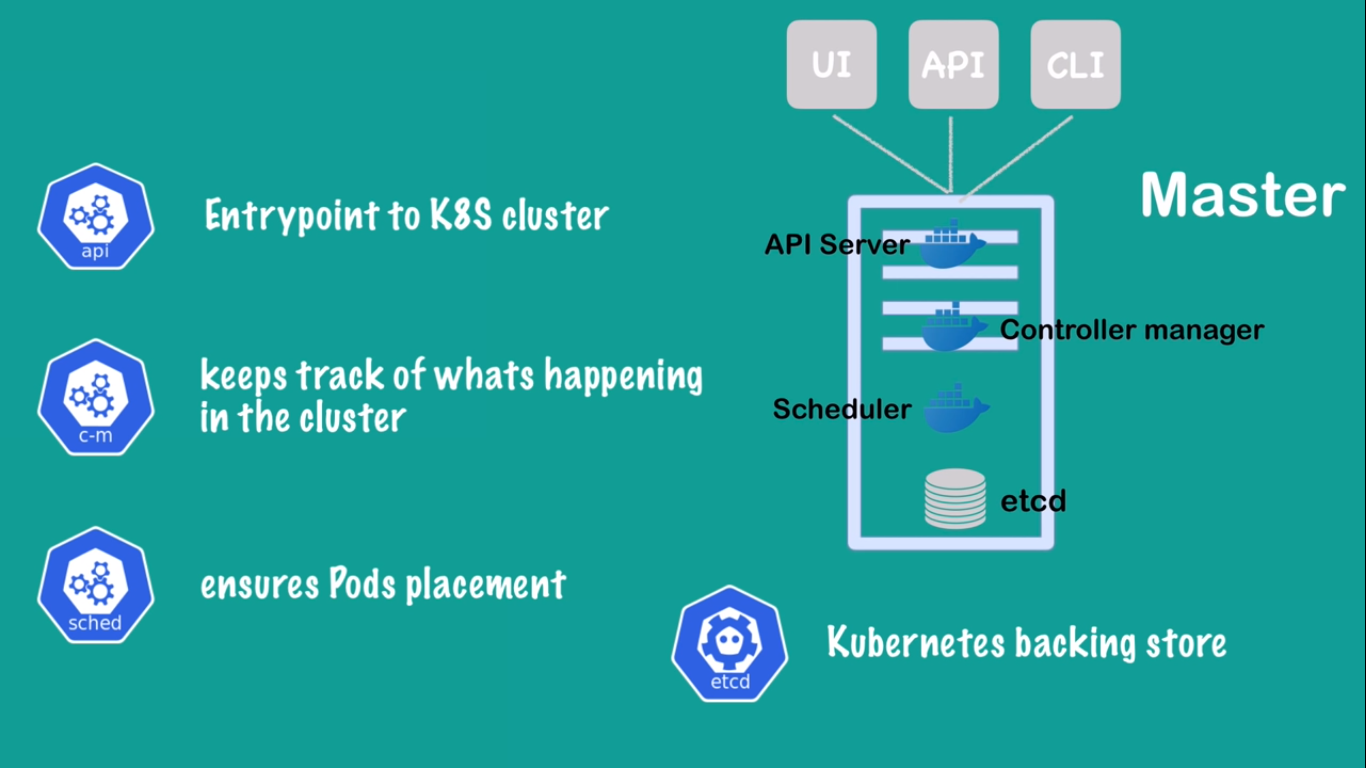 UI
API
CLI
Master
api
Entrypoint to K8S cluster
API Server
Controller manager
c-m
keeps track of whats happening
in the cluster
Scheduler
etcd
sched
ensures Pods placement
etcd
Kubernetes backing store